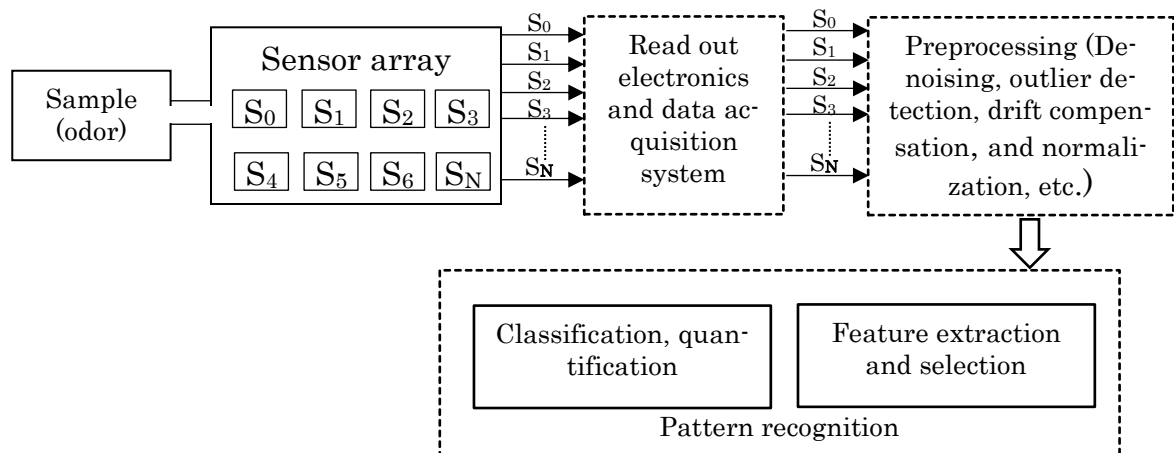 Sample
(odor)
Sensor array
S0 S1 S2 S3
S4 S5 S6 SN
S0
S1
S2
S3
SN
Read out
electronics
and data ac-
quisition
system
S0
S1
S2
S3
SN
Preprocessing (De-
noising, outlier de-
tection, drift compen-
sation, and normali-
zation, etc.)
Classification, quan-
tification
Feature extraction
and selection
Pattern recognition